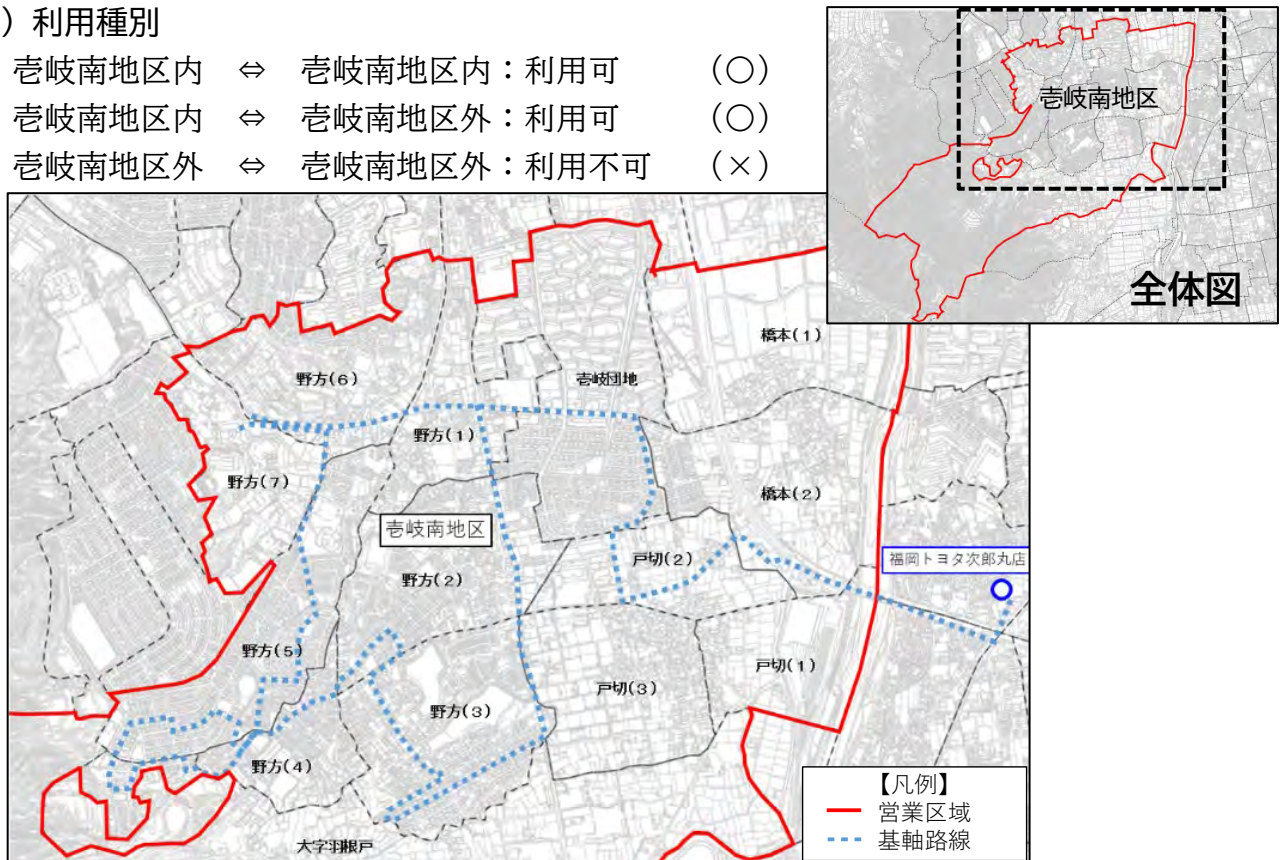 ）利用種別
壱岐南地区内　⇔　壱岐南地区内：利用可　（○）
壱岐南地区内　⇔　壱岐南地区外：利用可　（○）
壱岐南地区外　⇔　壱岐南地区外：利用不可　（×）
壱岐南地区
全体図
橋本(1)
野方(6)
壱岐団地
野方(1)
野方(7)
橋本(2)
壱岐南地区
戸切(2)
福岡トヨタ次郎丸店
野方(2)
野方(5)
戸切(1)
戸切(3)
野方(3)
野方(4)
大字羽根戸
【凡例】
営業区域
基軸路線